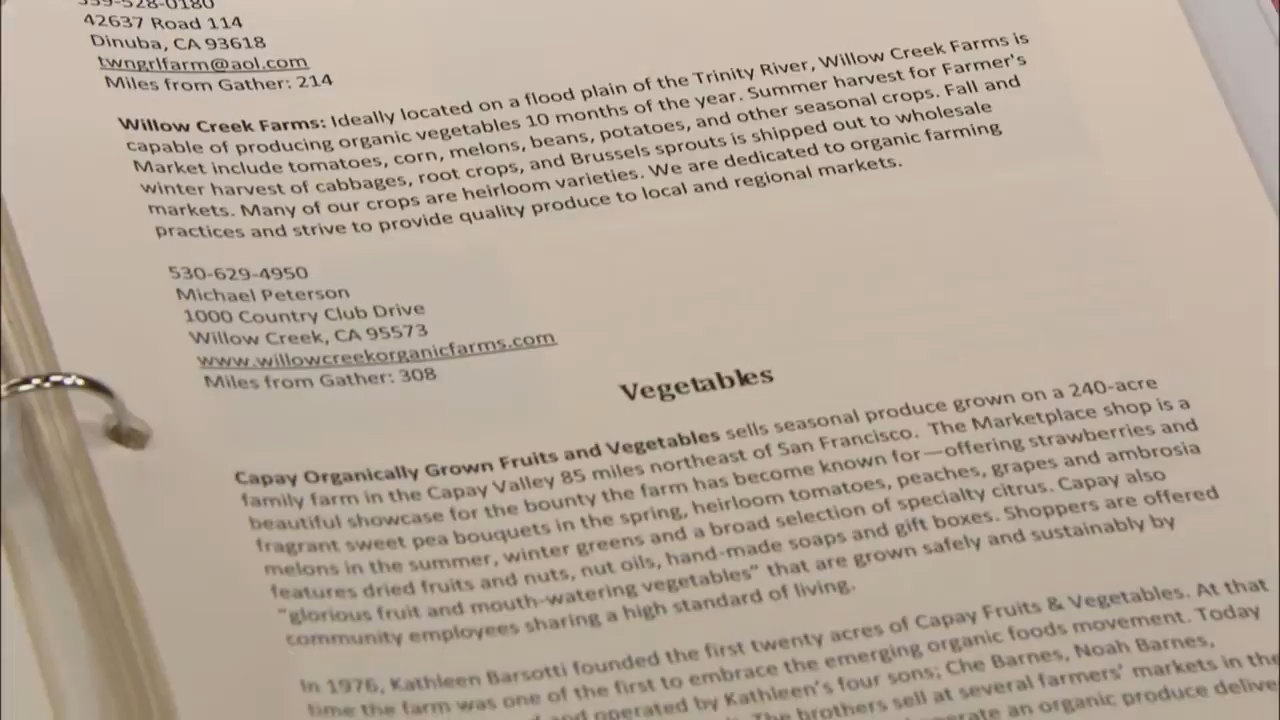 559-528-0180
42637 Road 114
Dinuba, CA 93618
twngrlfarm@aol.com
Miles from Gather: 214
Willow Creek Farms: Ideally located on a flood plain of the Trinity River, Willow Creek Farms is
capable of producing organic vegetables 10 months of the year. Summer harvest for Farmer's
Market include tomatoes, corn, melons, beans, potatoes, and other seasonal crops. Fall and
winter harvest of cabbages, root crops, and Brussels sprouts is shipped out to wholesale
markets. Many of our crops are heirloom varieties. We are dedicated to organic farming
practices and strive to provide quality produce to local and regional markets.
530-629-4950
Michael Peterson
1000 Country Club Drive
Willow Creek, CA 95573
www.willowcreekorganicfarms.com
Miles from Gather: 308
Vegetables
Capay Organically Grown Fruits and Vegetables sells seasonal produce grown on a 240-acre
family farm in the Capay Valley 85 miles northeast of San Francisco. The Marketplace shop is a
beautiful showcase for the bounty the farm has become known for—offering strawberries and
fragrant sweet pea bouquets in the spring, heirloom tomatoes, peaches, grapes and ambrosia
melons in the summer, winter greens and a broad selection of specialty citrus. Capay also
features dried fruits and nuts, nut oils, hand-made soaps and gift boxes. Shoppers are offered
"glorious fruit and mouth-watering vegetables" that are grown safely and sustainably by
community employees sharing a high standard of living.
In 1976, Kathleen Barsotti founded the first twenty acres of Capay Fruits & Vegetables. At that
time the farm was one of the first to embrace the emerging organic foods movement. Today
and operated by Kathleen's four sons; Che Barnes, Noah Barnes,
The brothers sell at several farmers' markets in the
an organic produce